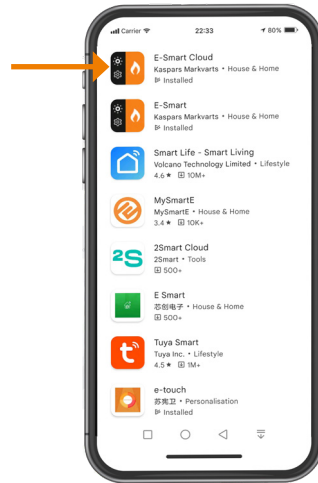 Carrier 22:33 80%
E-Smart Cloud
Kaspars Markvarts • House & Home
Installed
E-Smart
Kaspars Markvarts • House & Home
Installed
Smart Life - Smart Living
Volcano Technology Limited • Lifestyle
4.6★ 10M+
MySmartE
MySmartE • House & Home
3.4★ 10K+
2S
2Smart Cloud
2Smart • Tools
500+
E Smart
芯创电子 • House & Home
500+
Tuya Smart
Tuya Inc. • Lifestyle
4.5★ 1M+
e-touch
苏宪卫 • Personalisation
Installed